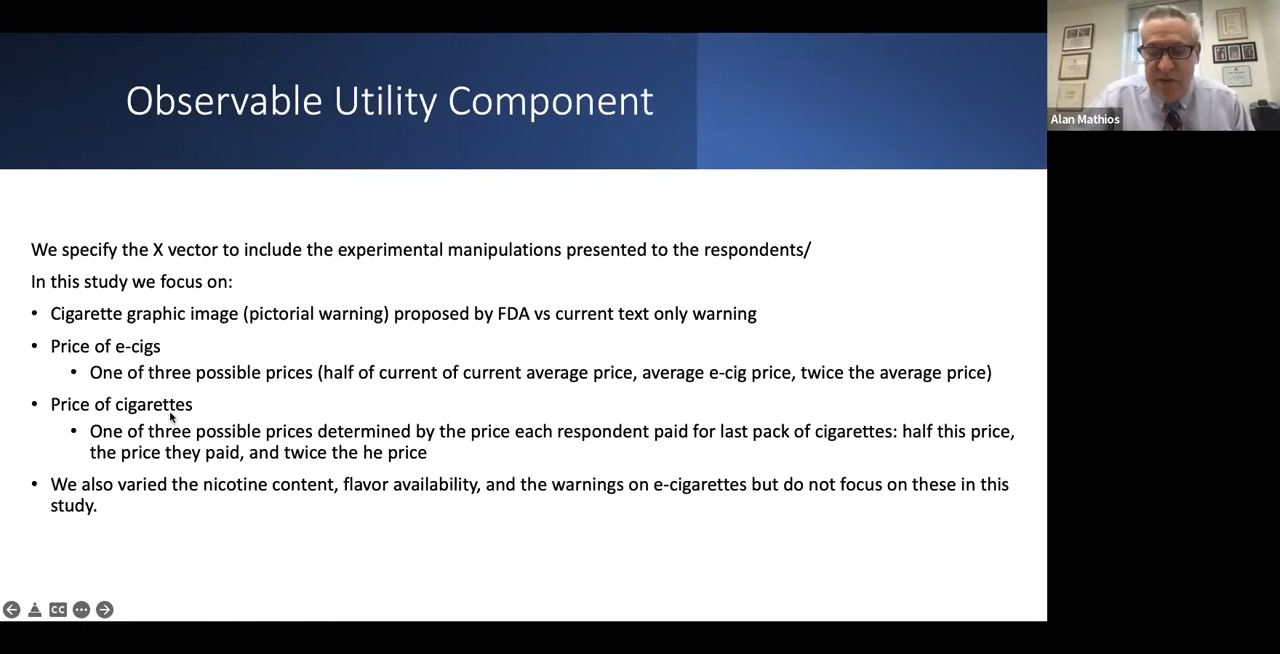 Observable Utility Component
Alan Mathios
We specify the X vector to include the experimental manipulations presented to the respondents/
In this study we focus on:
• Cigarette graphic image (pictorial warning) proposed by FDA vs current text only warning
• Price of e-cigs
• One of three possible prices (half of current of current average price, average e-cig price, twice the average price)
• Price of cigarettes
• One of three possible prices determined by the price each respondent paid for last pack of cigarettes: half this price,
the price they paid, and twice the he price
• We also varied the nicotine content, flavor availability, and the warnings on e-cigarettes but do not focus on these in this
study.
CC